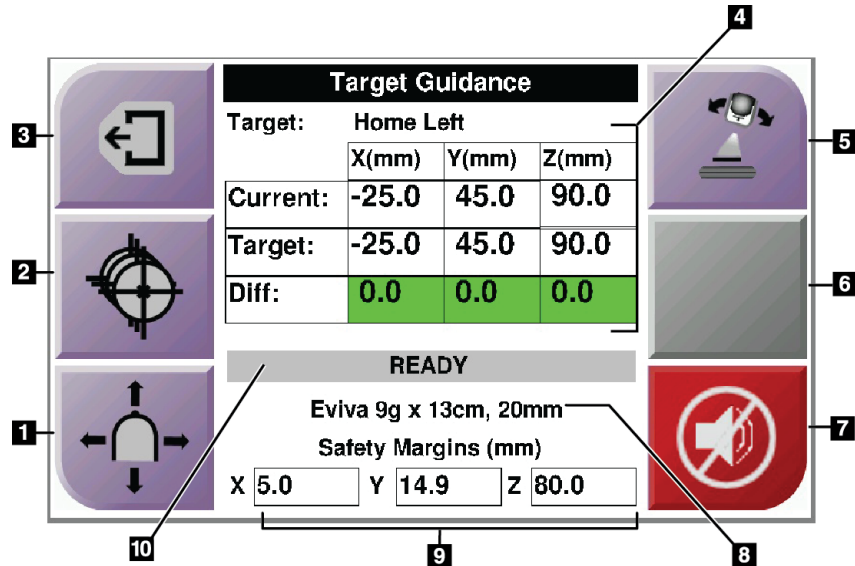 4
Target Guidance
3
Target: Home Left
5
X(mm) Y(mm) Z(mm)
Current: -25.0 45.0 90.0
Target: -25.0 45.0 90.0
2
Diff: 0.0 0.0 0.0
6
READY
Eviva 9g x 13cm, 20mm
1
7
Safety Margins (mm)
X 5.0 Y 14.9 Z 80.0
10
9
8